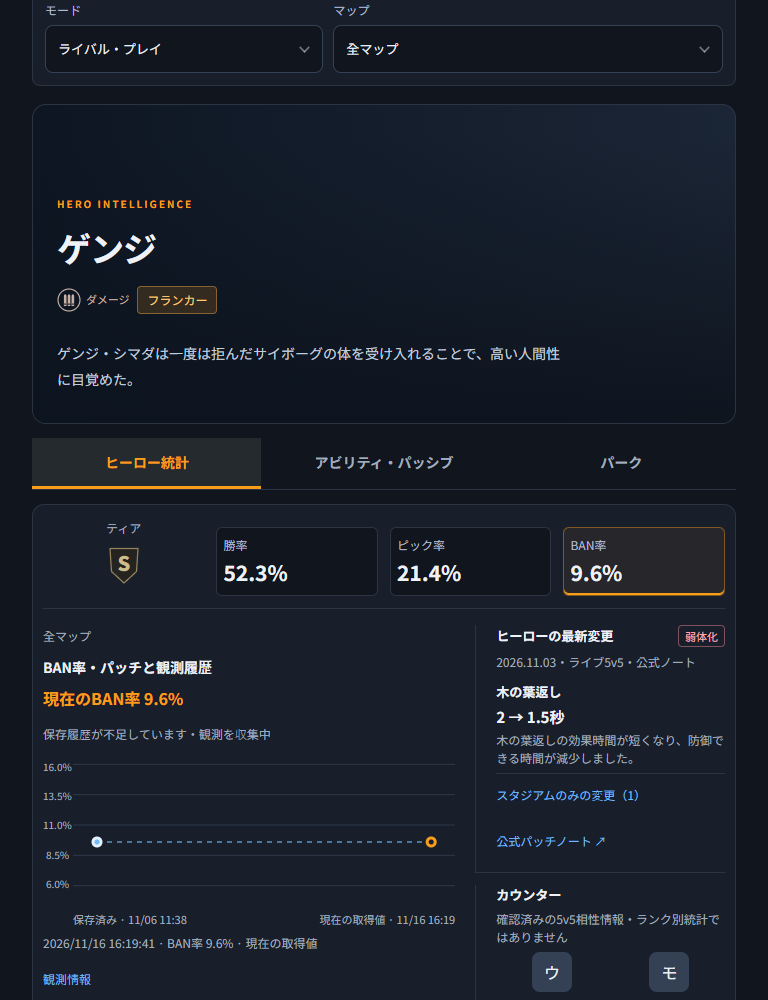 モード
マップ
ライバル・プレイ
全マップ
HERO INTELLIGENCE
ゲンジ
ダメージ
フランカー
ゲンジ・シマダは一度は拒んだサイボーグの体を受け入れることで、高い人間性
に目覚めた。
ヒーロー統計
アビリティ・パッシブ
パーク
ティア
S
勝率
52.3%
ピック率
21.4%
BAN率
9.6%
全マップ
BAN率・パッチと観測履歴
現在のBAN率 9.6%
保存履歴が不足しています・観測を収集中
16.0%
13.5%
11.0%
8.5%
6.0%
保存済み · 11/06 11:38
現在の取得値 · 11/16 16:19
2026/11/16 16:19:41 · BAN率 9.6% · 現在の取得値
観測情報
ヒーローの最新変更
弱体化
2026.11.03・ライブ5v5・公式ノート
木の葉返し
2 → 1.5秒
木の葉返しの効果時間が短くなり、防御で
きる時間が減少しました。
スタジアムのみの変更（1）
公式パッチノート ↗
カウンター
確認済みの5v5相性情報・ランク別統計で
はありません
ウ
モ